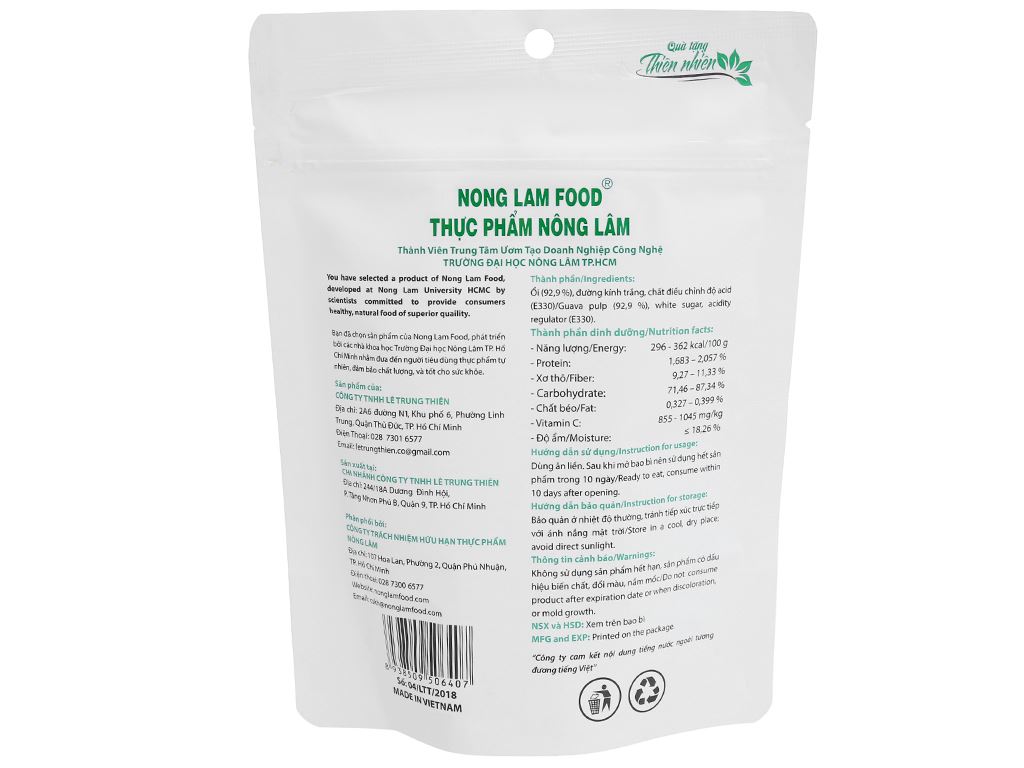 Quà tặng
Thiên nhiên
NONG LAM FOOD®
THỰC PHẨM NÔNG LÂM
Thành Viên Trung Tâm Ươm Tạo Doanh Nghiệp Công Nghệ
TRƯỜNG ĐẠI HỌC NÔNG LÂM TP.HCM
You have selected a product of Nong Lam Food,
developed at Nong Lam University HCMC by
scientists committed to provide consumers
healthy, natural food of superior quaility.
Bạn đã chọn sản phẩm của Nong Lam Food, phát triển
bởi các nhà khoa học Trường Đại học Nông Lâm TP. Hồ
Chí Minh nhằm đưa đến người tiêu dùng thực phẩm tự
nhiên, đảm bảo chất lượng, và tốt cho sức khỏe.
Sản phẩm của:
CÔNG TY TNHH LÊ TRUNG THIÊN
Địa chỉ: 2A6 đường N1, Khu phố 6, Phường Linh
Trung, Quận Thủ Đức, TP. Hồ Chí Minh
Điện Thoại: 028 7301 6577
Email: letrungthien.co@gmail.com
Sản xuất tại:
CHI NHÁNH CÔNG TY TNHH LÊ TRUNG THIÊN
Địa chỉ: 244/18A Dương Đình Hội,
P. Tăng Nhơn Phú B, Quận 9, TP. Hồ Chí Minh
Phân phối bởi:
CÔNG TY TRÁCH NHIỆM HỮU HẠN THỰC PHẨM
NÔNG LÂM
Địa chỉ: 107 Hoa Lan, Phường 2, Quận Phú Nhuận,
TP. Hồ Chí Minh
Điện thoại: 028 7300 6577
Website: nonglamfood.com
Email: cskh@nonglamfood.com
8 938509 506407
Số: 04/LTT/2018
MADE IN VIETNAM
Thành phần/Ingredients:
Ổi (92,9 %), đường kính trắng, chất điều chỉnh độ acid
(E330)/Guava pulp (92,9 %), white sugar, acidity
regulator (E330).
Thành phần dinh dưỡng/Nutrition facts:
- Năng lượng/Energy: 296 - 362 kcal/100 g
- Protein: 1,683 – 2,057 %
- Xơ thô/Fiber: 9,27 – 11,33 %
- Carbohydrate: 71,46 – 87,34 %
- Chất béo/Fat: 0,327 – 0,399 %
- Vitamin C: 855 - 1045 mg/kg
- Độ ẩm/Moisture: ≤ 18,26 %
Hướng dẫn sử dụng/Instruction for usage:
Dùng ăn liền. Sau khi mở bao bì nên sử dụng hết sản
phẩm trong 10 ngày/Ready to eat, consume within
10 days after opening.
Hướng dẫn bảo quản/Instruction for storage:
Bảo quản ở nhiệt độ thường, tránh tiếp xúc trực tiếp
với ánh nắng mặt trời/Store in a cool, dry place;
avoid direct sunlight.
Thông tin cảnh báo/Warnings:
Không sử dụng sản phẩm hết hạn, sản phẩm có dấu
hiệu biến chất, đổi màu, nấm mốc/Do not consume
product after expiration date or when discoloration,
or mold growth.
NSX và HSD: Xem trên bao bì
MFG and EXP: Printed on the package.
"Công ty cam kết nội dung tiếng nước ngoài tương
đương tiếng Việt"